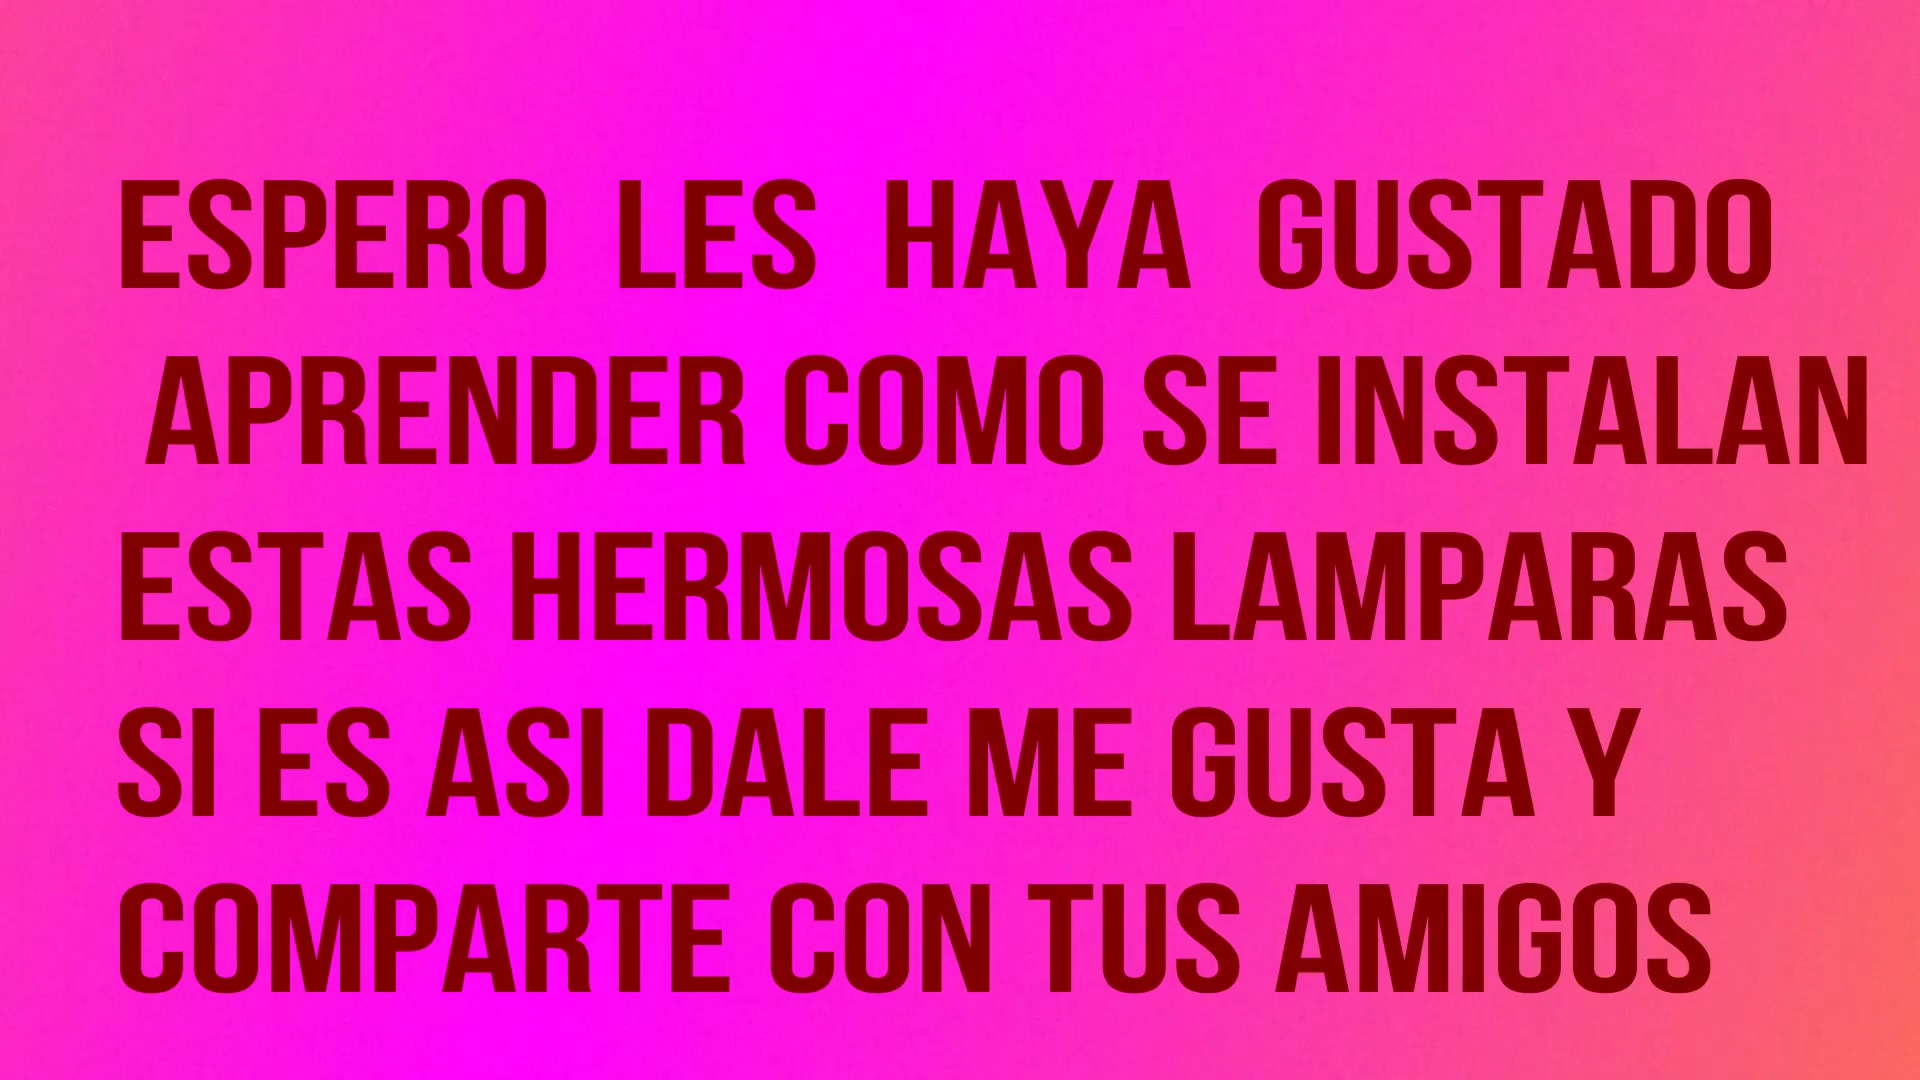 ESPERO LES HAYA GUSTADO
APRENDER COMO SE INSTALAN
ESTAS HERMOSAS LAMPARAS
SI ES ASI DALE ME GUSTA Y
COMPARTE CON TUS AMIGOS